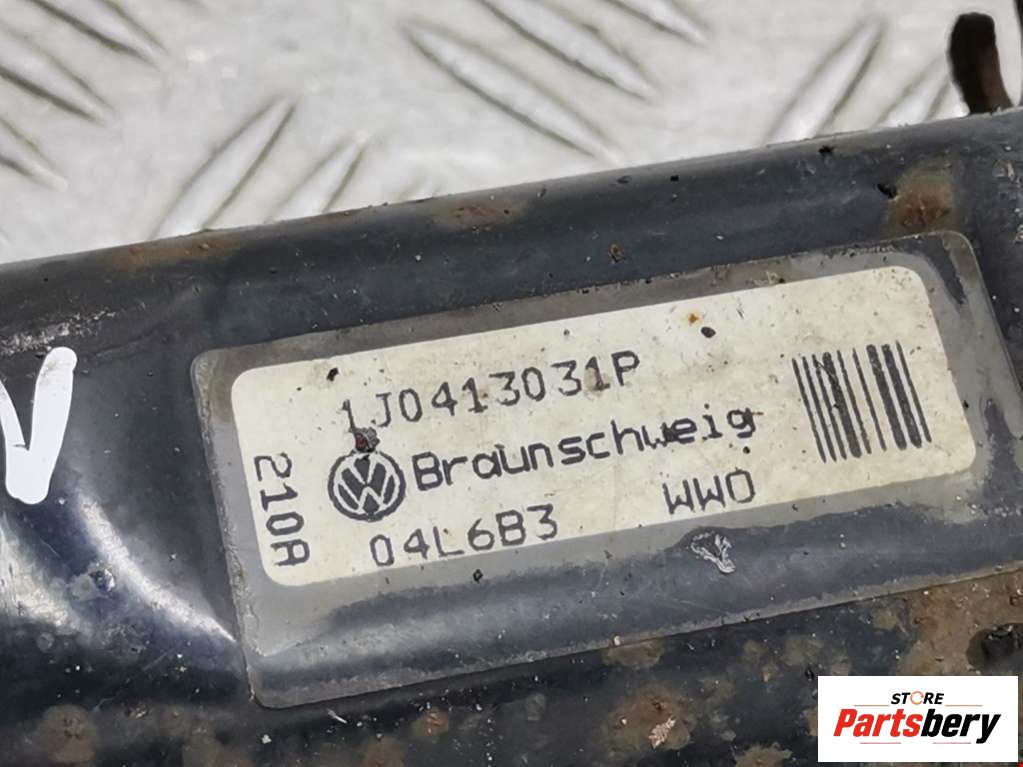 1J0413031P
Braunschweig
04L6B3 WWO
210A
V
STORE
Partsbery